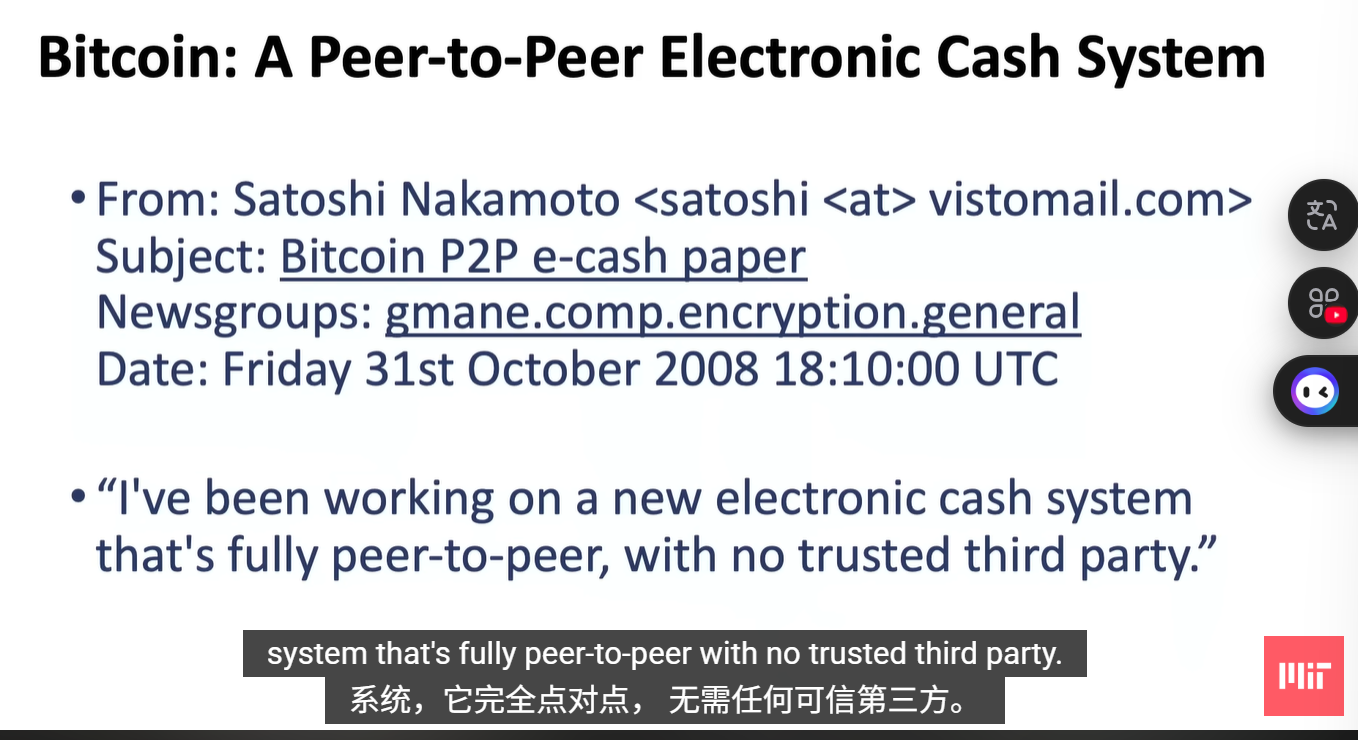 Bitcoin: A Peer-to-Peer Electronic Cash System
• From: Satoshi Nakamoto <satoshi <at> vistomail.com>
Subject: Bitcoin P2P e-cash paper
Newsgroups: gmane.comp.encryption.general
Date: Friday 31st October 2008 18:10:00 UTC
• “I've been working on a new electronic cash system
that's fully peer-to-peer, with no trusted third party.”
system that's fully peer-to-peer with no trusted third party.
系统，它完全点对点， 无需任何可信第三方。
文A
MIT